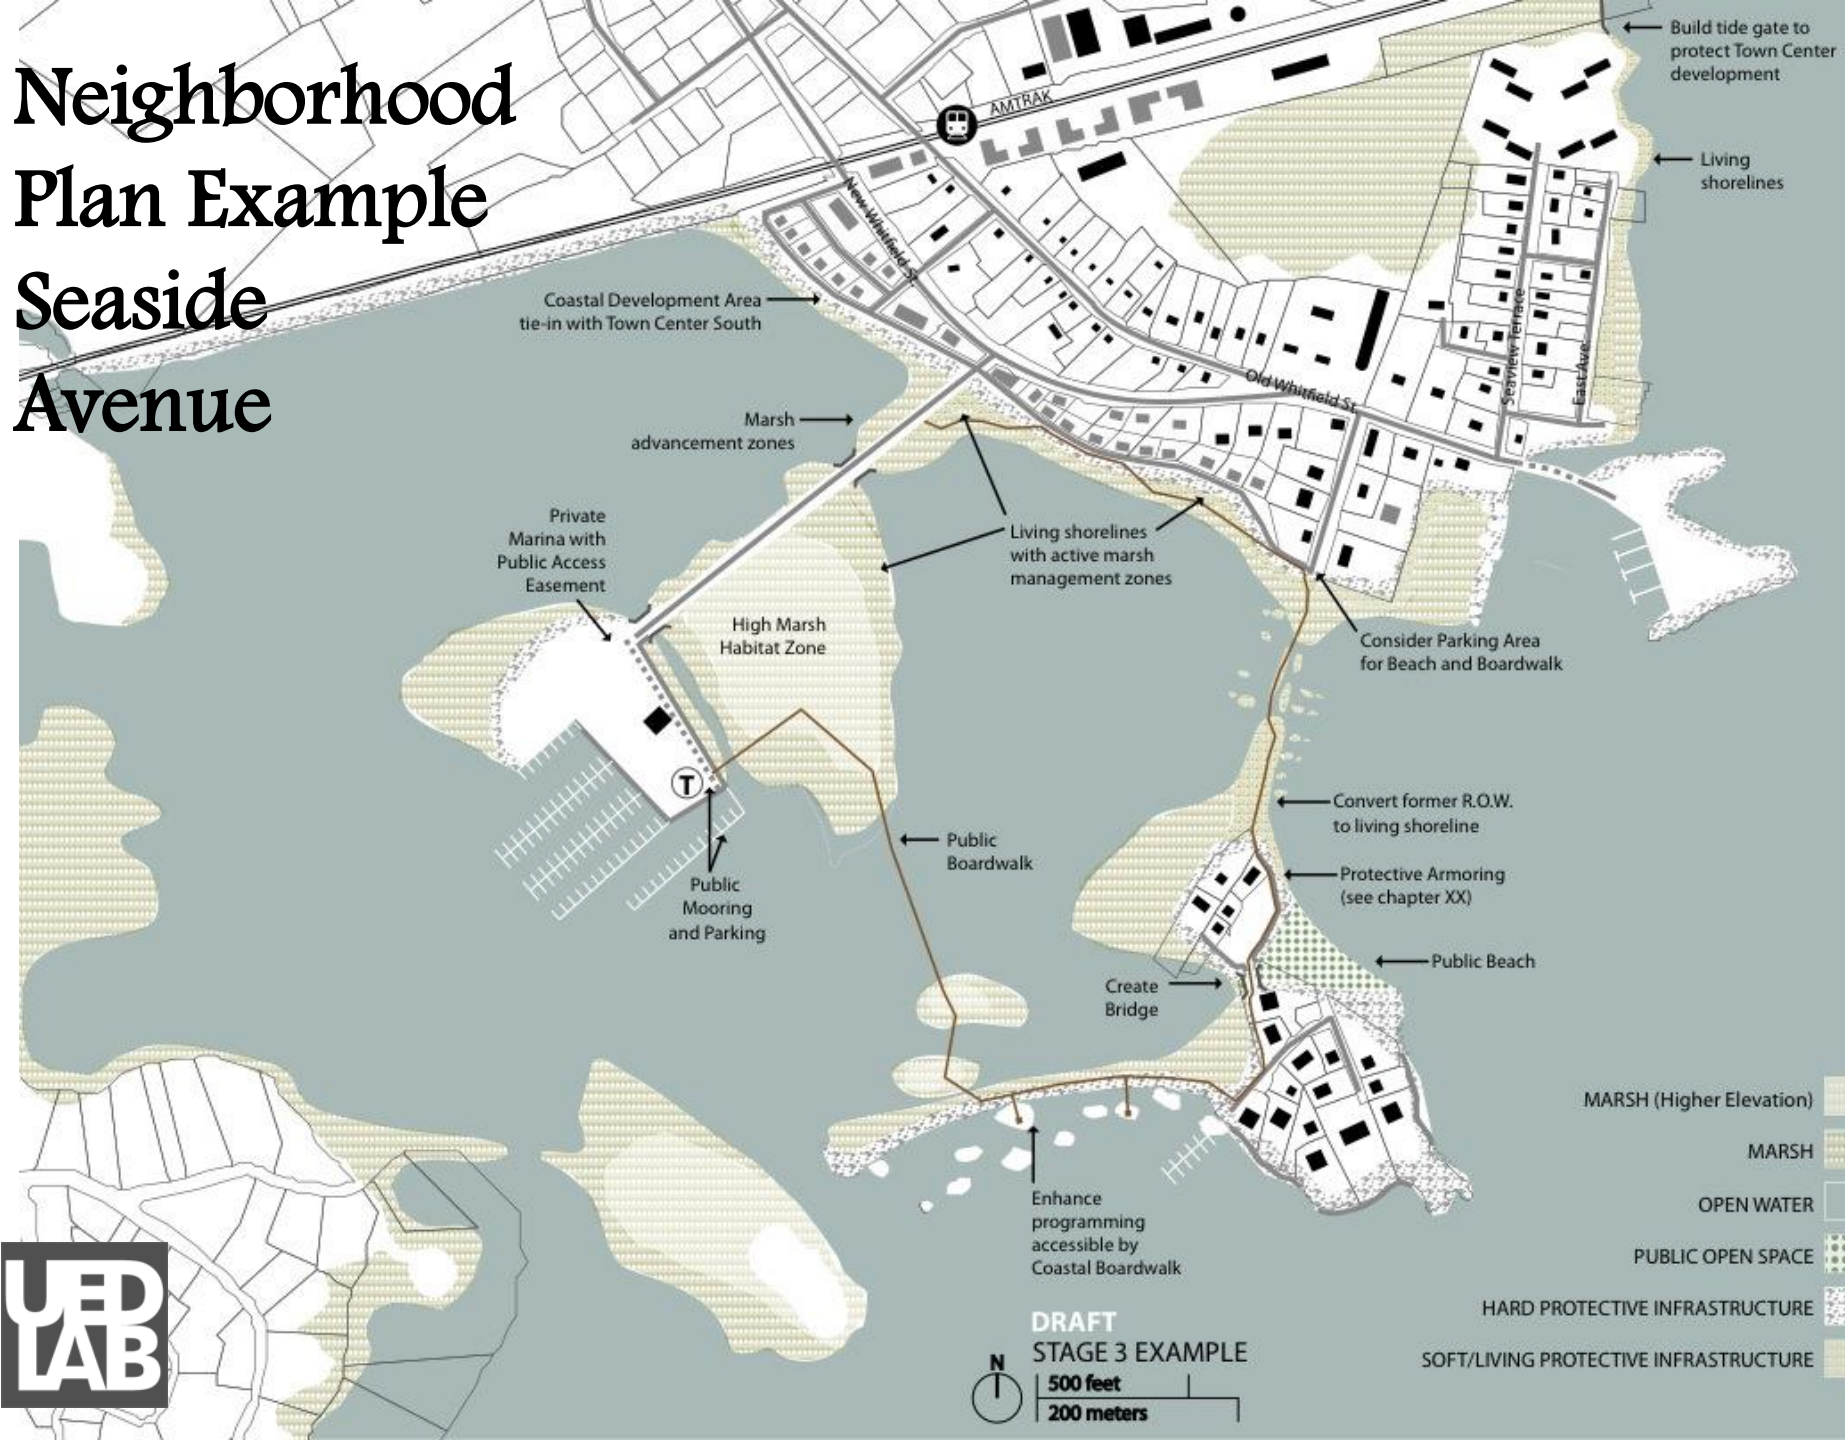 Neighborhood
Plan Example
Seaside
Avenue
Build tide gate to
protect Town Center
development
AMTRAK
Living
shorelines
New Whitfield St.
Coastal Development Area
tie-in with Town Center South
Seaview Terrace
East Ave.
Old Whitfield St.
Marsh
advancement zones
Private
Marina with
Public Access
Easement
Living shorelines
with active marsh
management zones
High Marsh
Habitat Zone
Consider Parking Area
for Beach and Boardwalk
T
Convert former R.O.W.
to living shoreline
Public
Boardwalk
Protective Armoring
(see chapter XX)
Public
Mooring
and Parking
Public Beach
Create
Bridge
Enhance
programming
accessible by
Coastal Boardwalk
MARSH (Higher Elevation)
MARSH
OPEN WATER
PUBLIC OPEN SPACE
HARD PROTECTIVE INFRASTRUCTURE
SOFT/LIVING PROTECTIVE INFRASTRUCTURE
UED
LAB
DRAFT
STAGE 3 EXAMPLE
N
500 feet
200 meters